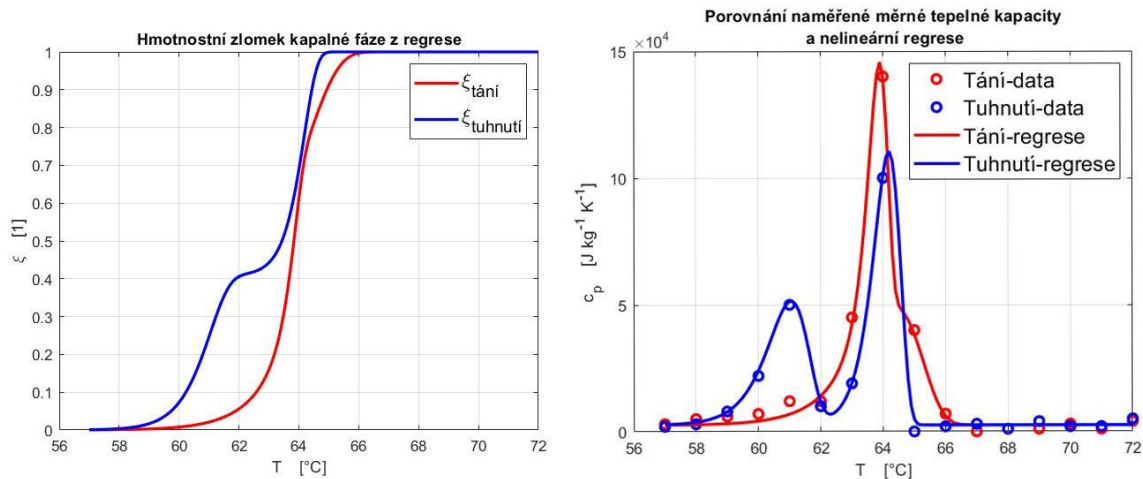 Hmotnostní zlomek kapalné fáze z regrese
1
0.9
0.8
0.7
0.6
0.5
0.4
0.3
0.2
0.1
0
ξ [1]
56 58 60 62 64 66 68 70 72
T [°C]
ξtání
ξtuhnutí
Porovnání naměřené měrné tepelné kapacity
a nelineární regrese
×10⁴
15
10
5
0
cp [J kg⁻¹ K⁻¹]
56 58 60 62 64 66 68 70 72
T [°C]
Tání-data
Tuhnutí-data
Tání-regrese
Tuhnutí-regrese